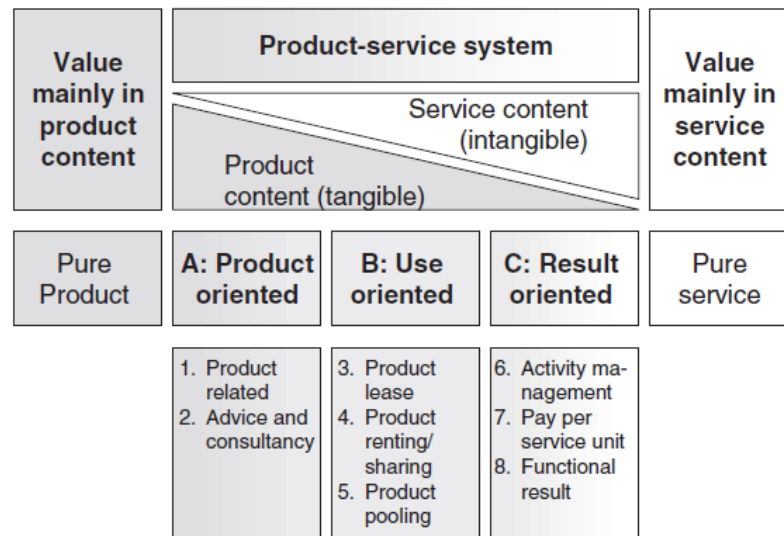 Value
mainly in
product
content
Product-service system
Service content
(intangible)
Product
content (tangible)
Value
mainly in
service
content
Pure
Product
A: Product
oriented
B: Use
oriented
C: Result
oriented
Pure
service
1. Product
related
2. Advice and
consultancy
3. Product
lease
4. Product
renting/
sharing
5. Product
pooling
6. Activity ma-
nagement
7. Pay per
service unit
8. Functional
result